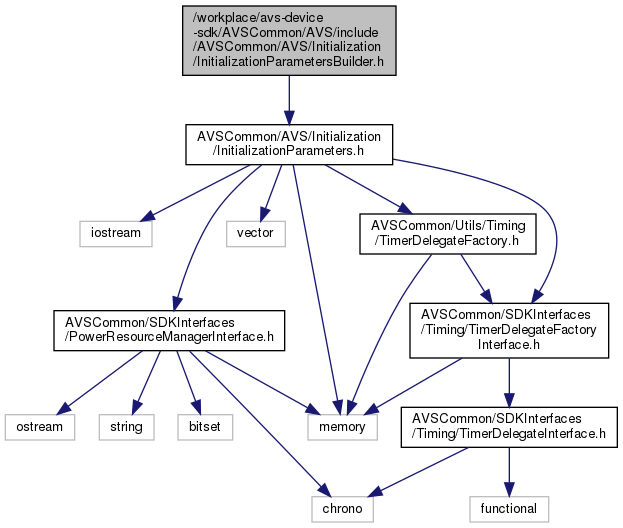 /workplace/avs-device
-sdk/AVSCommon/AVS/include
/AVSCommon/AVS/Initialization
/InitializationParametersBuilder.h
AVSCommon/AVS/Initialization
/InitializationParameters.h
iostream
vector
AVSCommon/Utils/Timing
/TimerDelegateFactory.h
AVSCommon/SDKInterfaces
/PowerResourceManagerInterface.h
AVSCommon/SDKInterfaces
/Timing/TimerDelegateFactory
Interface.h
ostream
string
bitset
memory
AVSCommon/SDKInterfaces
/Timing/TimerDelegateInterface.h
chrono
functional